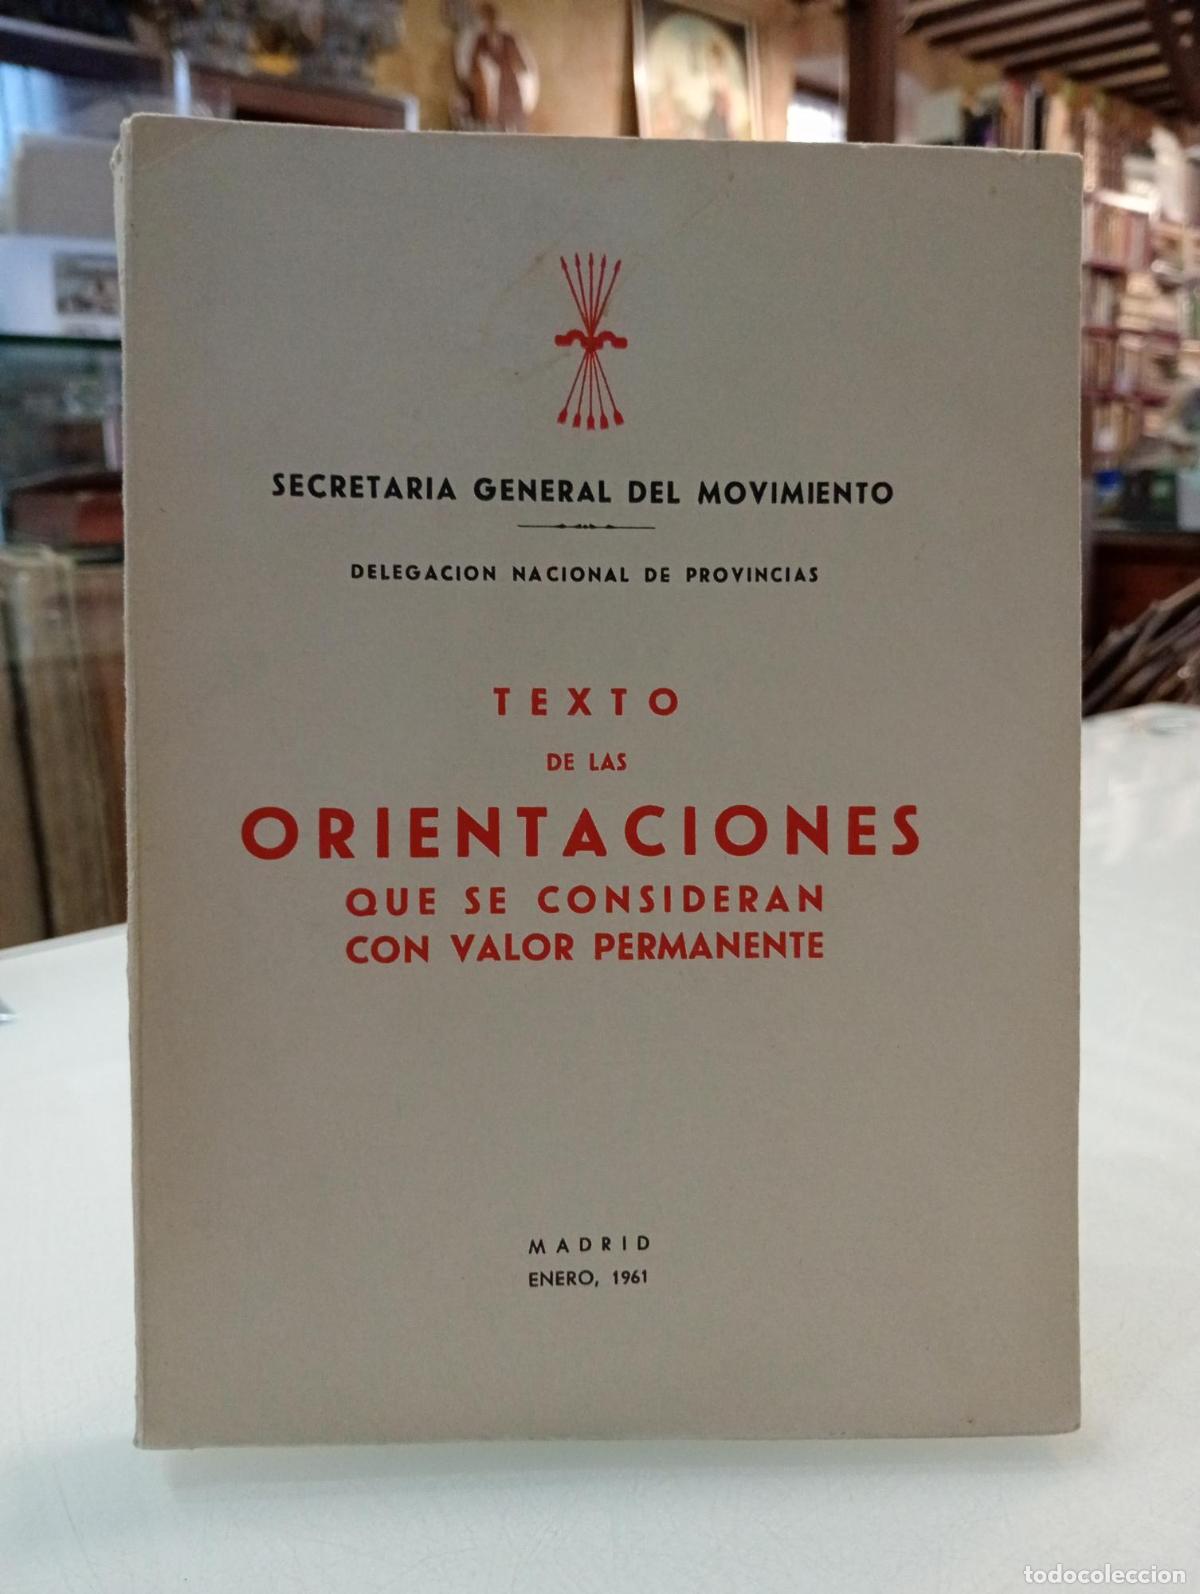 SECRETARIA GENERAL DEL MOVIMIENTO
DELEGACION NACIONAL DE PROVINCIAS
TEXTO
DE LAS
ORIENTACIONES
QUE SE CONSIDERAN
CON VALOR PERMANENTE
MADRID
ENERO, 1961
todocoleccion